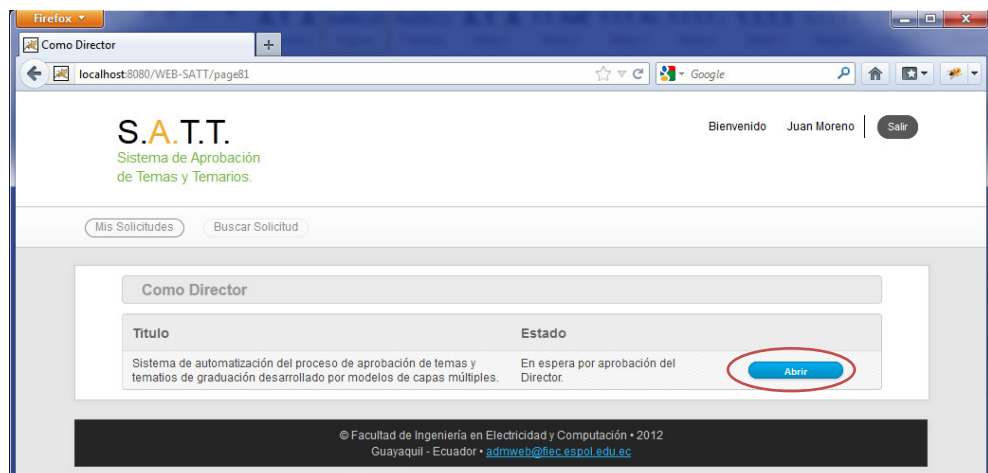 Firefox
Como Director
localhost:8080/WEB-SATT/page81
Google
S.A.T.T.
Sistema de Aprobación
de Temas y Temarios.
Bienvenido Juan Moreno Salir
Mis Solicitudes Buscar Solicitud
Como Director
Titulo Estado
Sistema de automatización del proceso de aprobación de temas y
tematios de graduación desarrollado por modelos de capas múltiples.
En espera por aprobación del
Director.
Abrir
© Facultad de Ingeniería en Electricidad y Computación • 2012
Guayaquil - Ecuador • admweb@fiec.espol.edu.ec